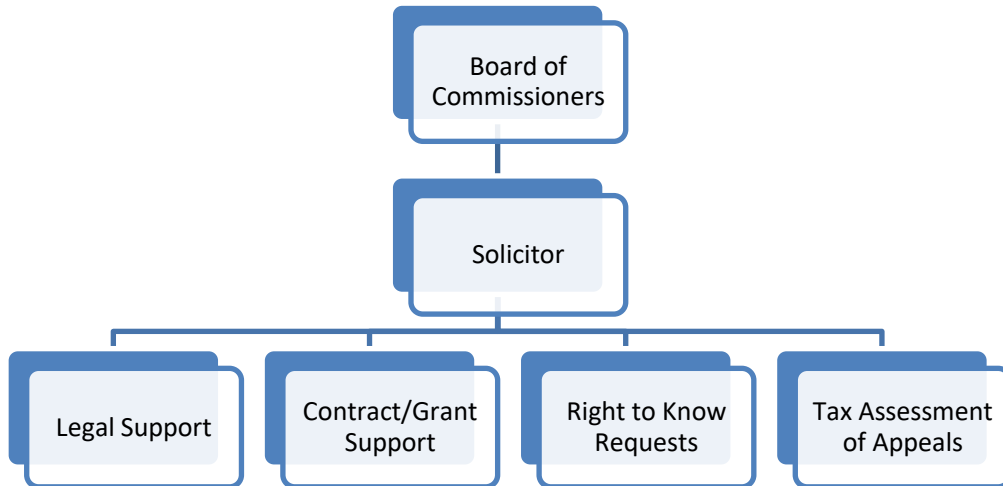 Board of
Commissioners
Solicitor
Legal Support
Contract/Grant
Support
Right to Know
Requests
Tax Assessment
of Appeals